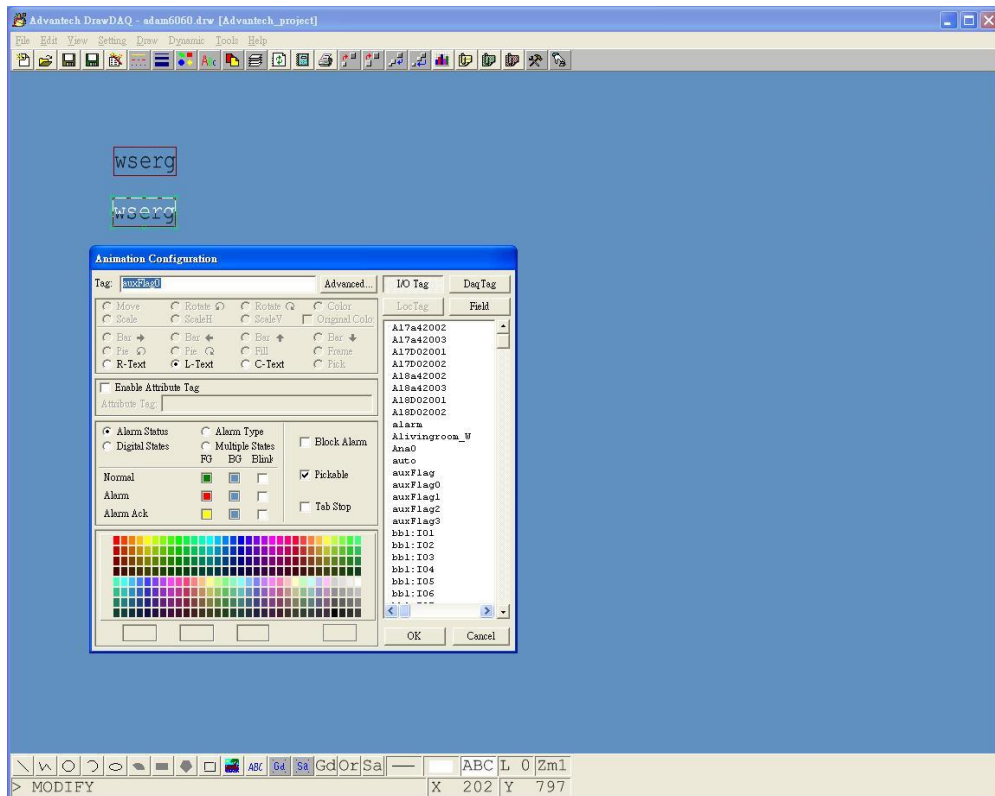 Advantech DrawDAQ - adam6060.drw [Advantech_project]
File Edit View Setting Draw Dynamic Tools Help
wserg
wserg
Animation Configuration
Tag: auxFlag0 Advanced... I/O Tag DaqTag
LocTag Field
Move Rotate Rotate Color
Scale ScaleH ScaleV Original Colo
Bar Bar Bar Bar
Pie Pie Fill Frame
R-Text L-Text C-Text Pick
Enable Attribute Tag
Attribute Tag:
Alarm Status Alarm Type
Digital States Multiple States
FG BG Blink
Normal
Alarm
Alarm Ack
Block Alarm
Pickable
Tab Stop
A17a42002
A17a42003
A17D02001
A17D02002
A18a42002
A18a42003
A18D02001
A18D02002
alarm
Alivingroom_W
Ana0
auto
auxFlag
auxFlag0
auxFlag1
auxFlag2
auxFlag3
bb1:I01
bb1:I02
bb1:I03
bb1:I04
bb1:I05
bb1:I06
OK Cancel
ABC Gd Sa GdOrSa ABC L 0 Zm1
> MODIFY X 202 Y 797